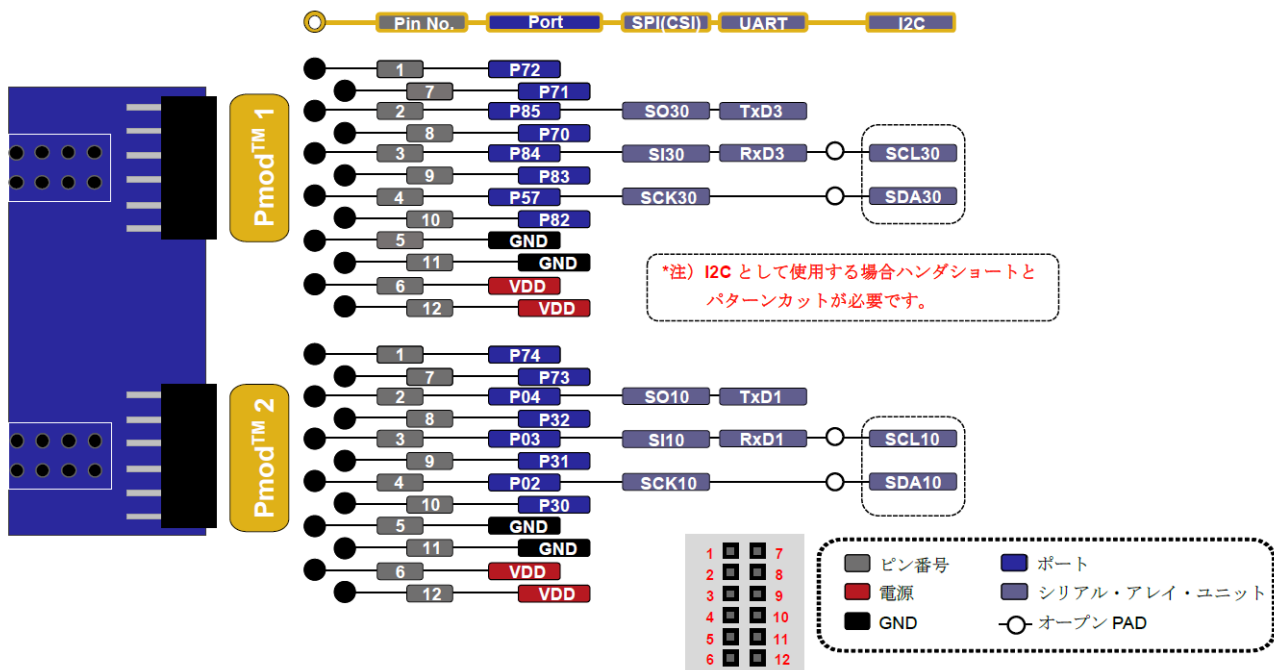 Pin No. Port SPI(CSI) UART I2C
Pmod™ 1
1 P72
7 P71
2 P85 SO30 TxD3
8 P70
3 P84 SI30 RxD3 SCL30
9 P83
4 P57 SCK30 SDA30
10 P82
5 GND
11 GND
6 VDD
12 VDD
*注）I2C として使用する場合ハンダショートと
パターンカットが必要です。
Pmod™ 2
1 P74
7 P73
2 P04 SO10 TxD1
8 P32
3 P03 SI10 RxD1 SCL10
9 P31
4 P02 SCK10 SDA10
10 P30
5 GND
11 GND
6 VDD
12 VDD
1 7
2 8
3 9
4 10
5 11
6 12
ピン番号 ポート
電源 シリアル・アレイ・ユニット
GND オープン PAD